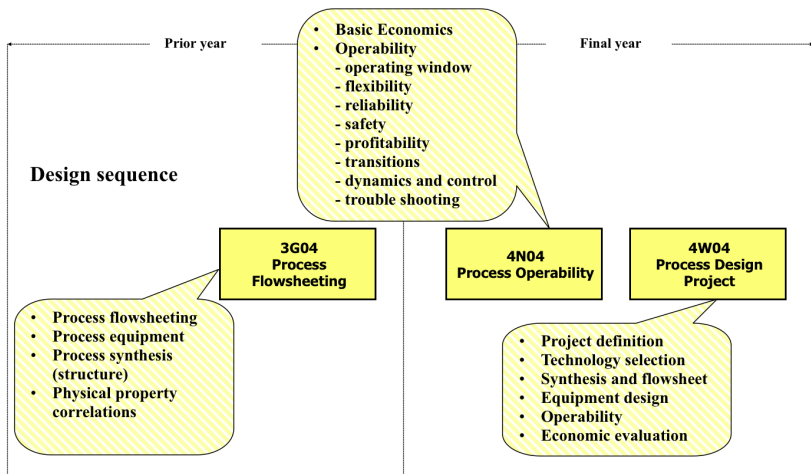 Prior year
Final year
• Basic Economics
• Operability
- operating window
- flexibility
- reliability
- safety
- profitability
- transitions
- dynamics and control
- trouble shooting
Design sequence
3G04
Process
Flowsheeting
4N04
Process Operability
4W04
Process Design
Project
• Process flowsheeting
• Process equipment
• Process synthesis
(structure)
• Physical property
correlations
• Project definition
• Technology selection
• Synthesis and flowsheet
• Equipment design
• Operability
• Economic evaluation